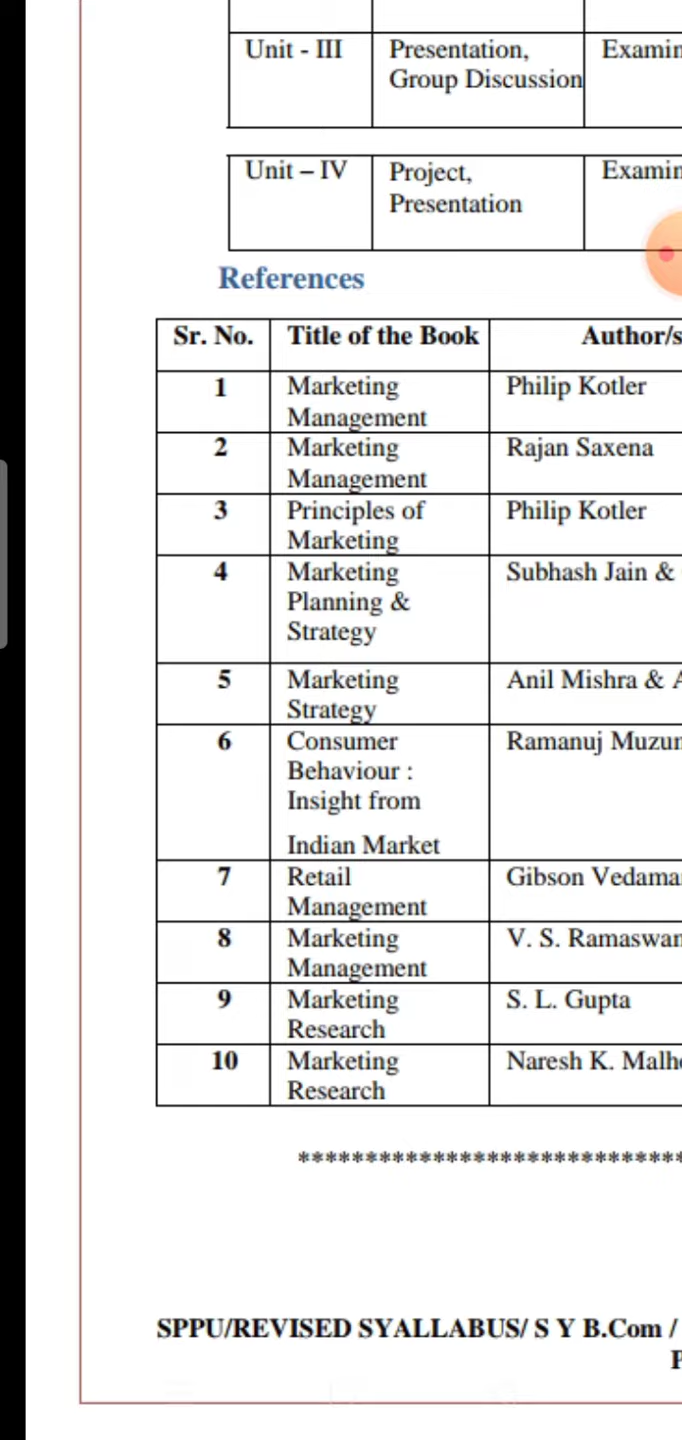 Unit - III Presentation,
Group Discussion
Unit – IV Project,
Presentation
References
Sr. No. Title of the Book Author/s
1 Marketing Philip Kotler
Management
2 Marketing Rajan Saxena
Management
3 Principles of Philip Kotler
Marketing
4 Marketing Subhash Jain &
Planning &
Strategy
5 Marketing Anil Mishra &
Strategy
6 Consumer Ramanuj
Behaviour :
Insight from
Indian Market
7 Retail Gibson
Management
8 Marketing V. S.
Management
9 Marketing S. L. Gupta
Research
10 Marketing Naresh K.
Research
*****************************
SPPU/REVISED SYALLABUS/ S Y B.Com /